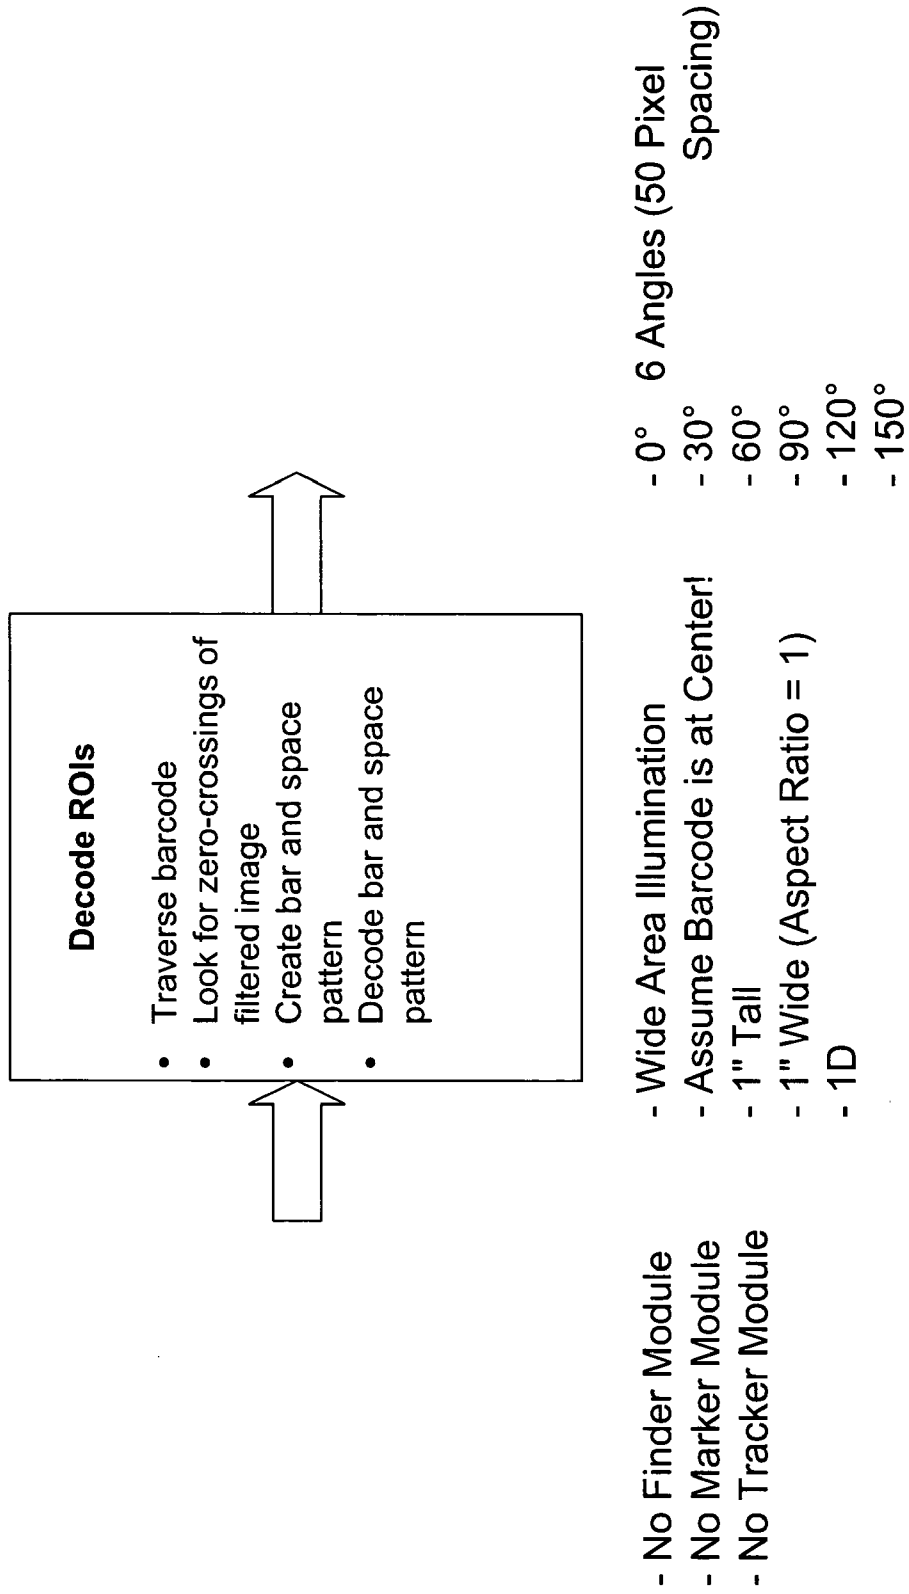 Decode ROIs
• Traverse barcode
• Look for zero-crossings of
filtered image
• Create bar and space
pattern
• Decode bar and space
pattern
- No Finder Module
- No Marker Module
- No Tracker Module
- Wide Area Illumination
- Assume Barcode is at Center!
- 1" Tall
- 1" Wide (Aspect Ratio = 1)
- 1D
- 0° 6 Angles (50 Pixel
- 30° Spacing)
- 60°
- 90°
- 120°
- 150°